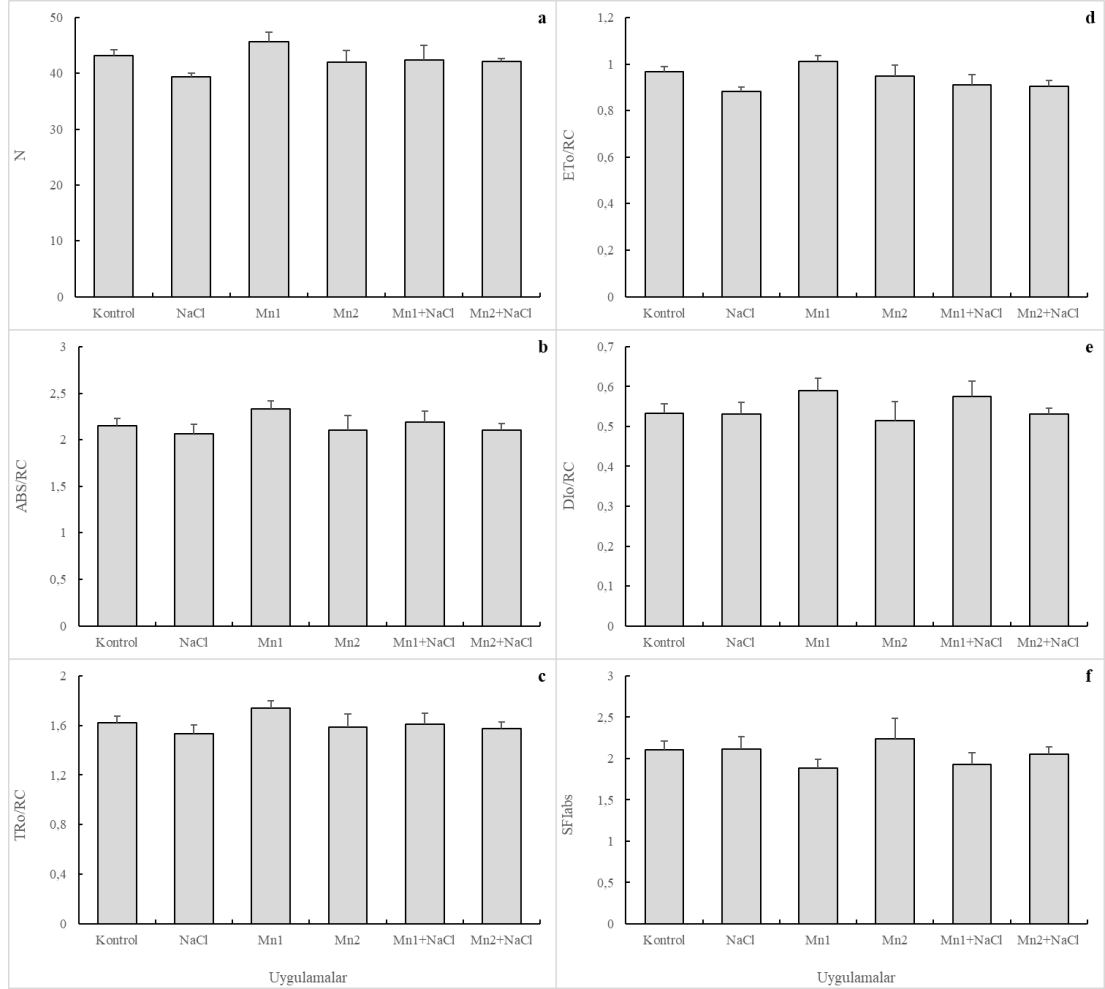 a
50
40
30
20
10
0
N
Kontrol NaCl Mn1 Mn2 Mn1+NaCl Mn2+NaCl
d
1,2
1
0,8
0,6
0,4
0,2
0
ETo/RC
Kontrol NaCl Mn1 Mn2 Mn1+NaCl Mn2+NaCl
b
3
2,5
2
1,5
1
0,5
0
ABS/RC
Kontrol NaCl Mn1 Mn2 Mn1+NaCl Mn2+NaCl
e
0,7
0,6
0,5
0,4
0,3
0,2
0,1
0
DIo/RC
Kontrol NaCl Mn1 Mn2 Mn1+NaCl Mn2+NaCl
c
2
1,6
1,2
0,8
0,4
0
TRo/RC
Kontrol NaCl Mn1 Mn2 Mn1+NaCl Mn2+NaCl
Uygulamalar
f
3
2,5
2
1,5
1
0,5
0
SFIabs
Kontrol NaCl Mn1 Mn2 Mn1+NaCl Mn2+NaCl
Uygulamalar